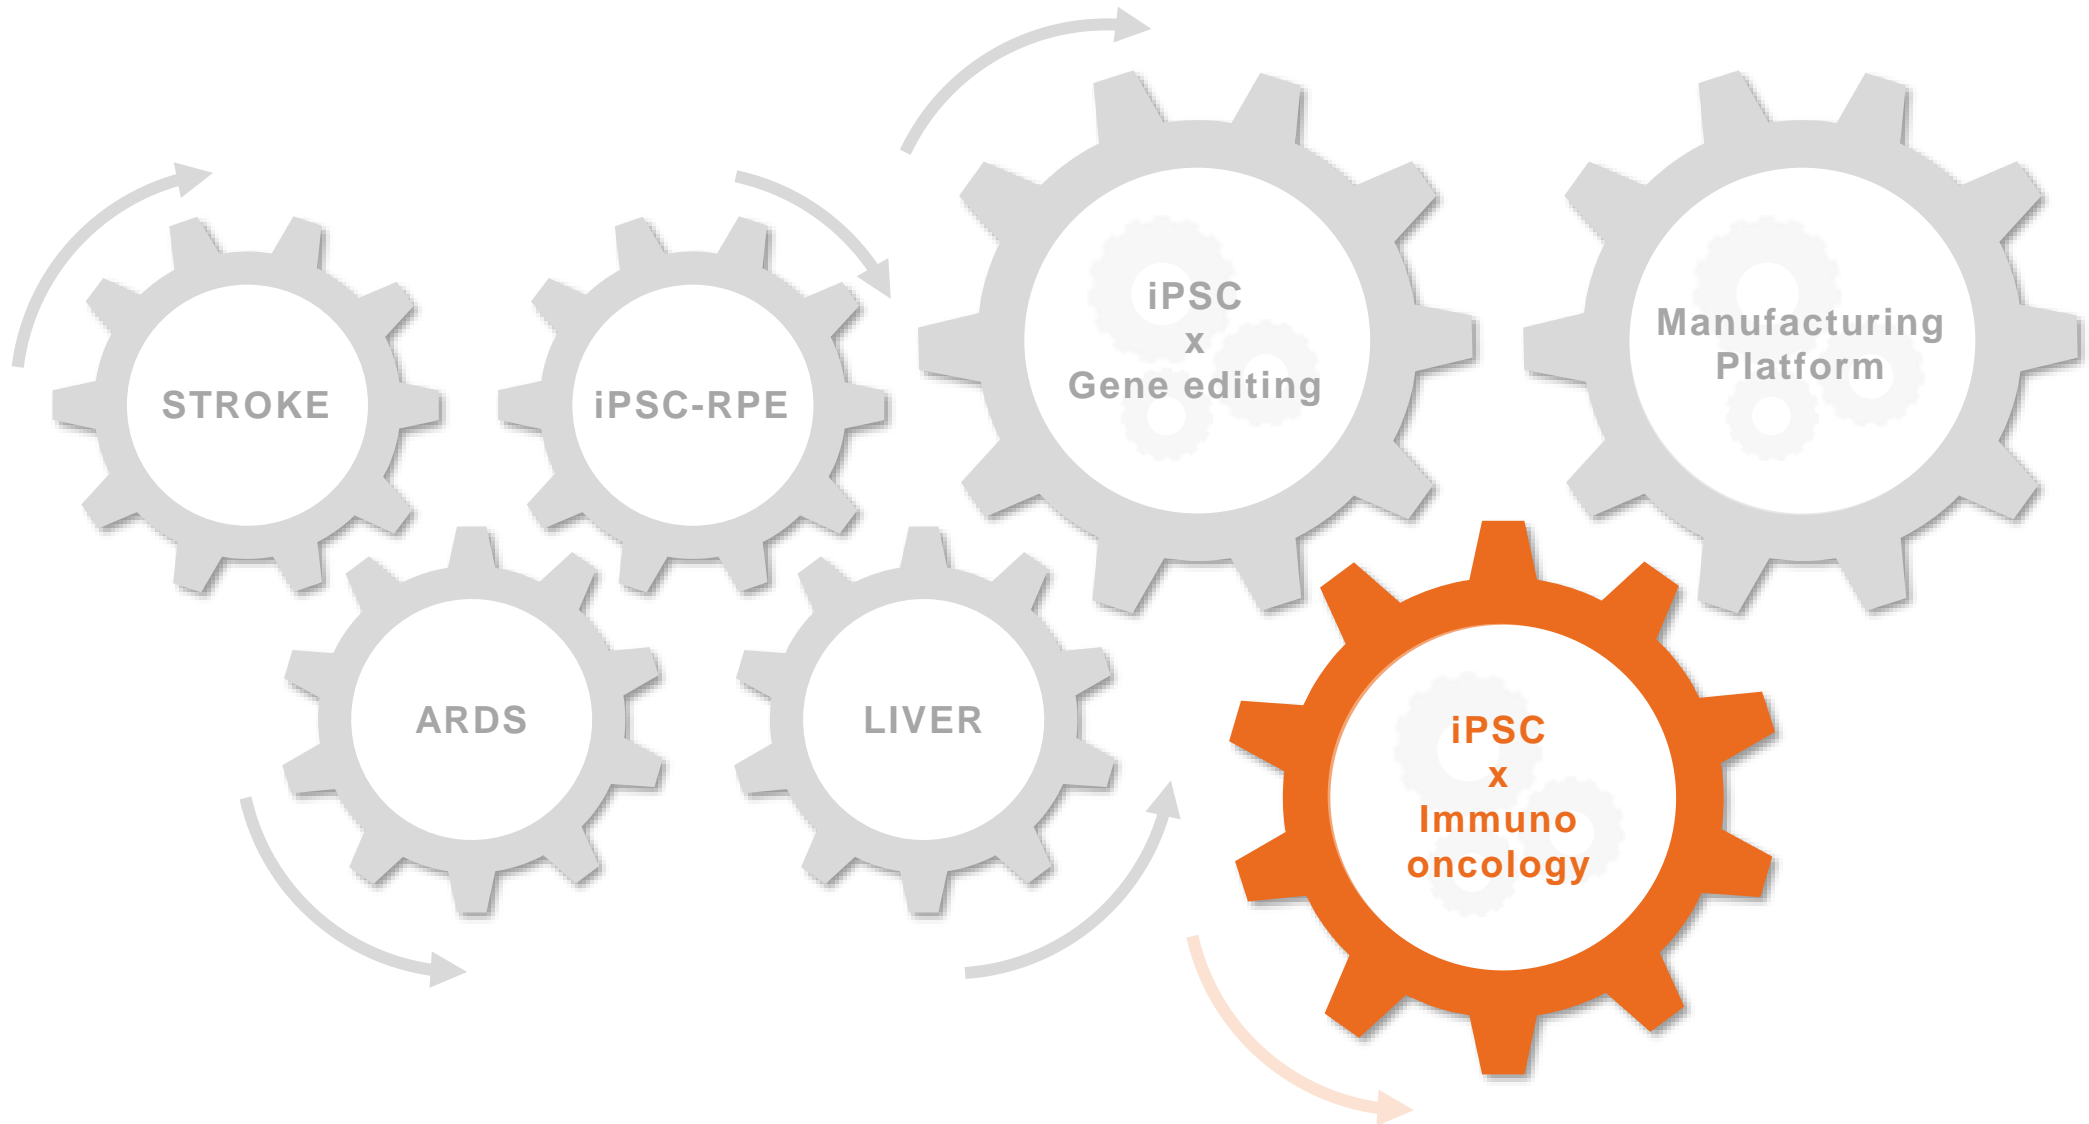 STROKE
iPSC-RPE
iPSC
x
Gene editing
Manufacturing
Platform
ARDS
LIVER
iPSC
x
Immuno
oncology